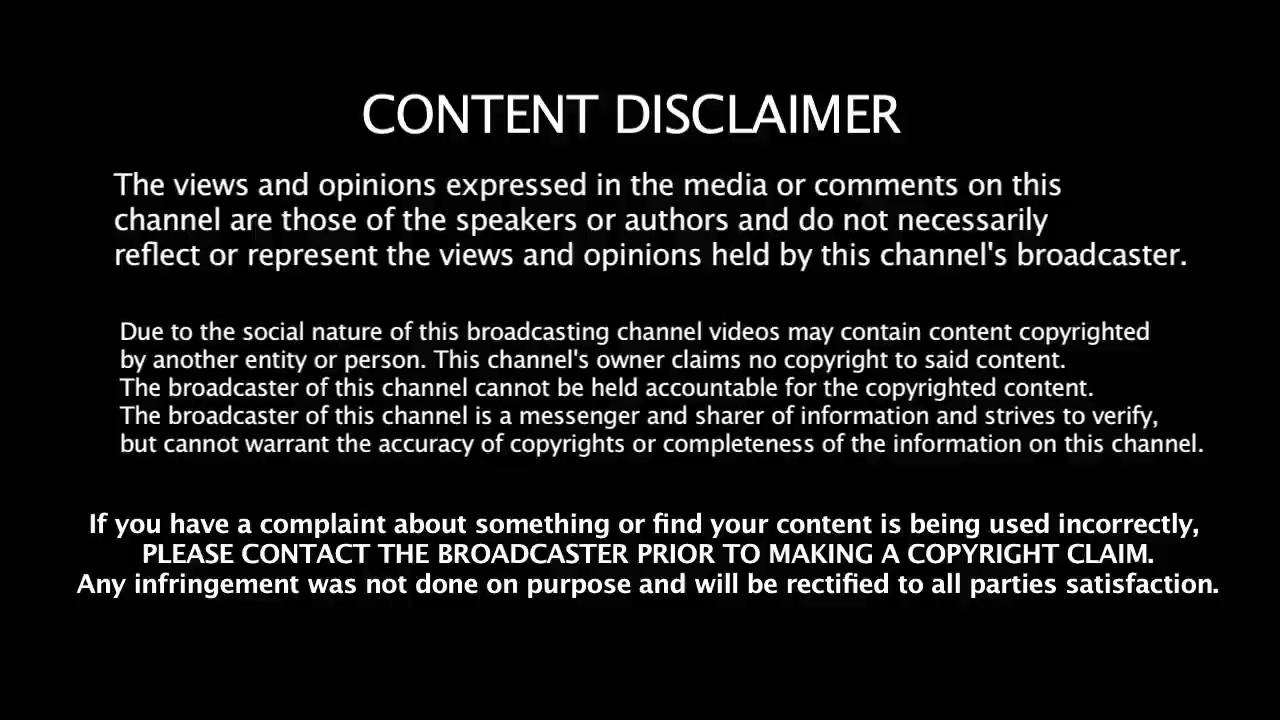 CONTENT DISCLAIMER
The views and opinions expressed in the media or comments on this
channel are those of the speakers or authors and do not necessarily
reflect or represent the views and opinions held by this channel's broadcaster.
Due to the social nature of this broadcasting channel videos may contain content copyrighted
by another entity or person. This channel's owner claims no copyright to said content.
The broadcaster of this channel cannot be held accountable for the copyrighted content.
The broadcaster of this channel is a messenger and sharer of information and strives to verify,
but cannot warrant the accuracy of copyrights or completeness of the information on this channel.
If you have a complaint about something or find your content is being used incorrectly,
PLEASE CONTACT THE BROADCASTER PRIOR TO MAKING A COPYRIGHT CLAIM.
Any infringement was not done on purpose and will be rectified to all parties satisfaction.